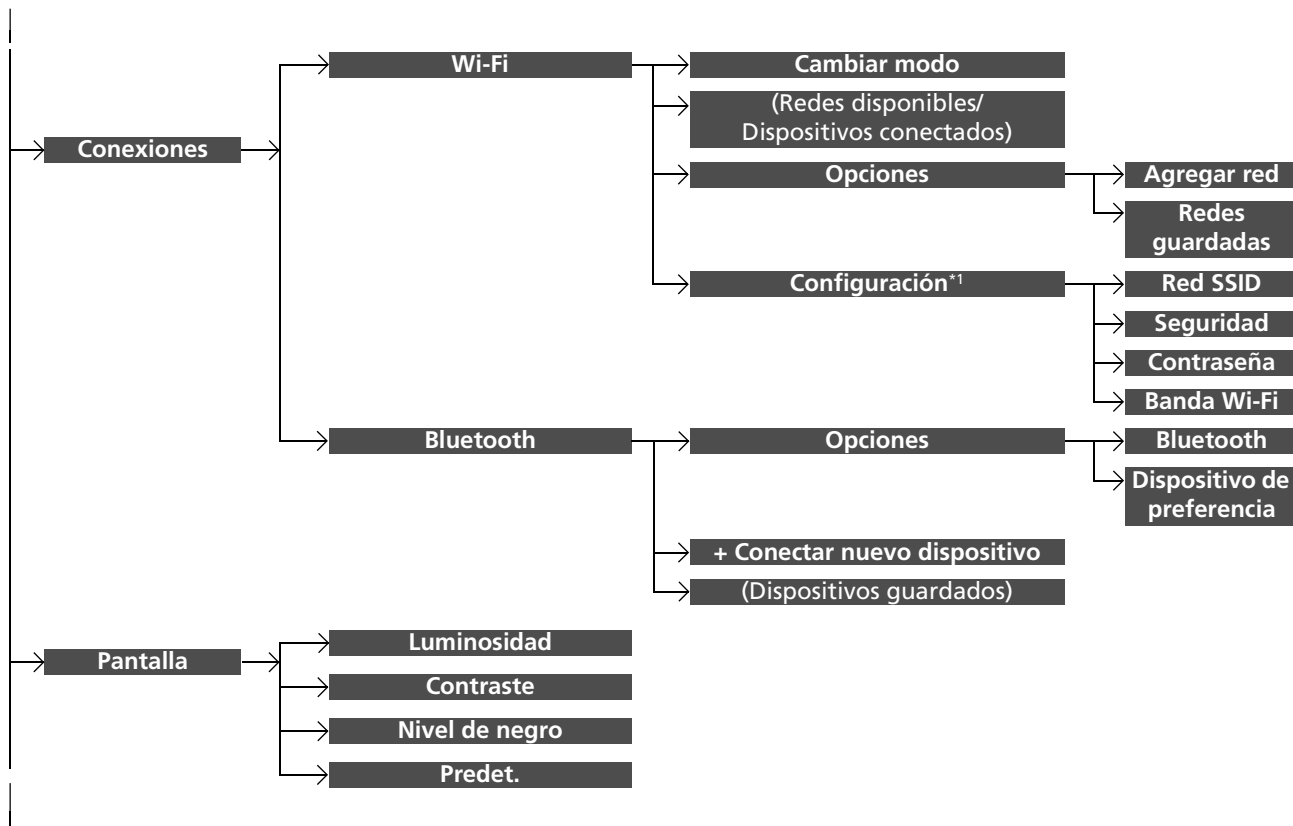 Conexiones
Wi-Fi
Cambiar modo
(Redes disponibles/
Dispositivos conectados)
Opciones
Agregar red
Redes
guardadas
Configuración*1
Red SSID
Seguridad
Contraseña
Banda Wi-Fi
Bluetooth
Opciones
Bluetooth
Dispositivo de
preferencia
+ Conectar nuevo dispositivo
(Dispositivos guardados)
Pantalla
Luminosidad
Contraste
Nivel de negro
Predet.